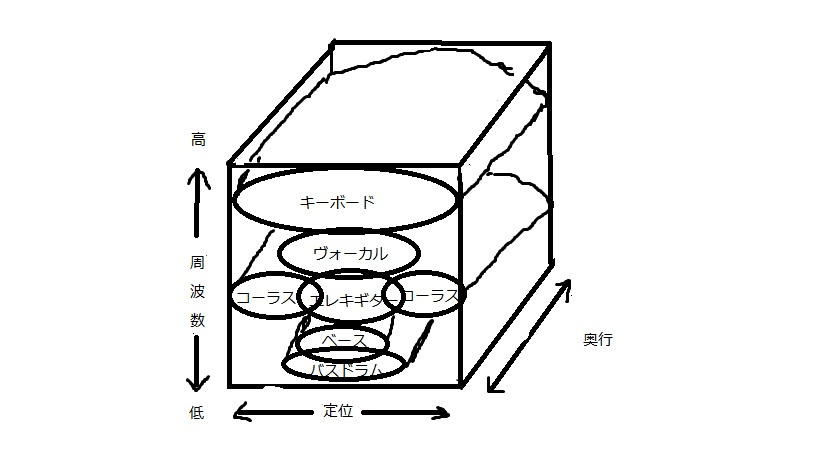 高
キーボード
ヴォーカル
周波数
コーラス
エレキギター
コーラス
ベース
バスドラム
奥行
低
定位